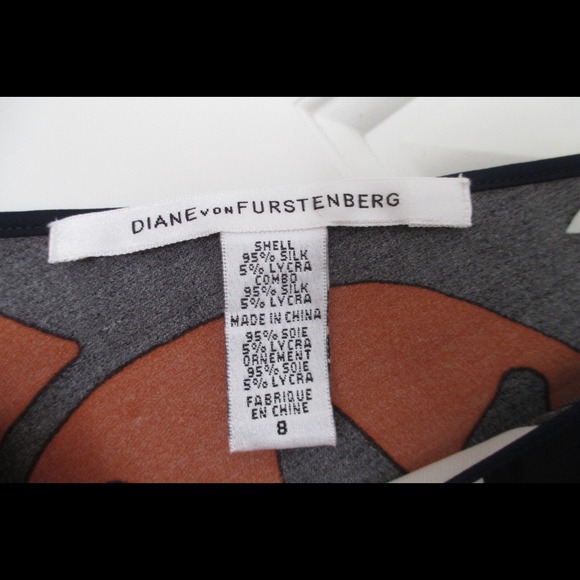 DIANE VON FURSTENBERG
SHELL
95% SILK
5% LYCRA
COMBO
95% SILK
5% LYCRA
MADE IN CHINA
95% SOIE
5% LYCRA
ORNEMENT
95% SOIE
5% LYCRA
FABRIQUE
EN CHINE
8